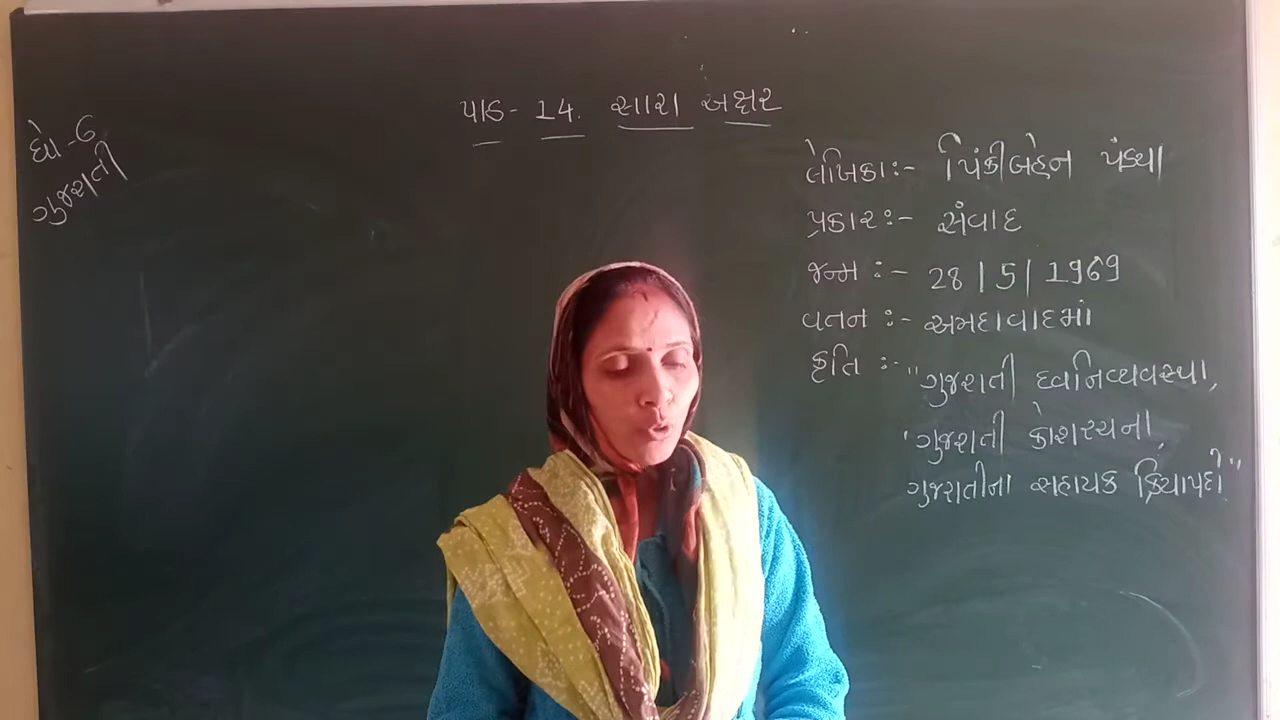 ધો-6
ગુજરાતી
પાઠ- 14. સારા અક્ષર
લેખિકા:- પિંકીબહેન પંડ્યા
પ્રકાર:- સંવાદ
જન્મ :- 28/5/1969
વતન :- અમદાવાદમાં
કૃતિ :- "ગુજરાતી ધ્વનિવ્યવસ્થા,
'ગુજરાતી કોશરચના,
ગુજરાતીના સહાયક ક્રિયાપદો"